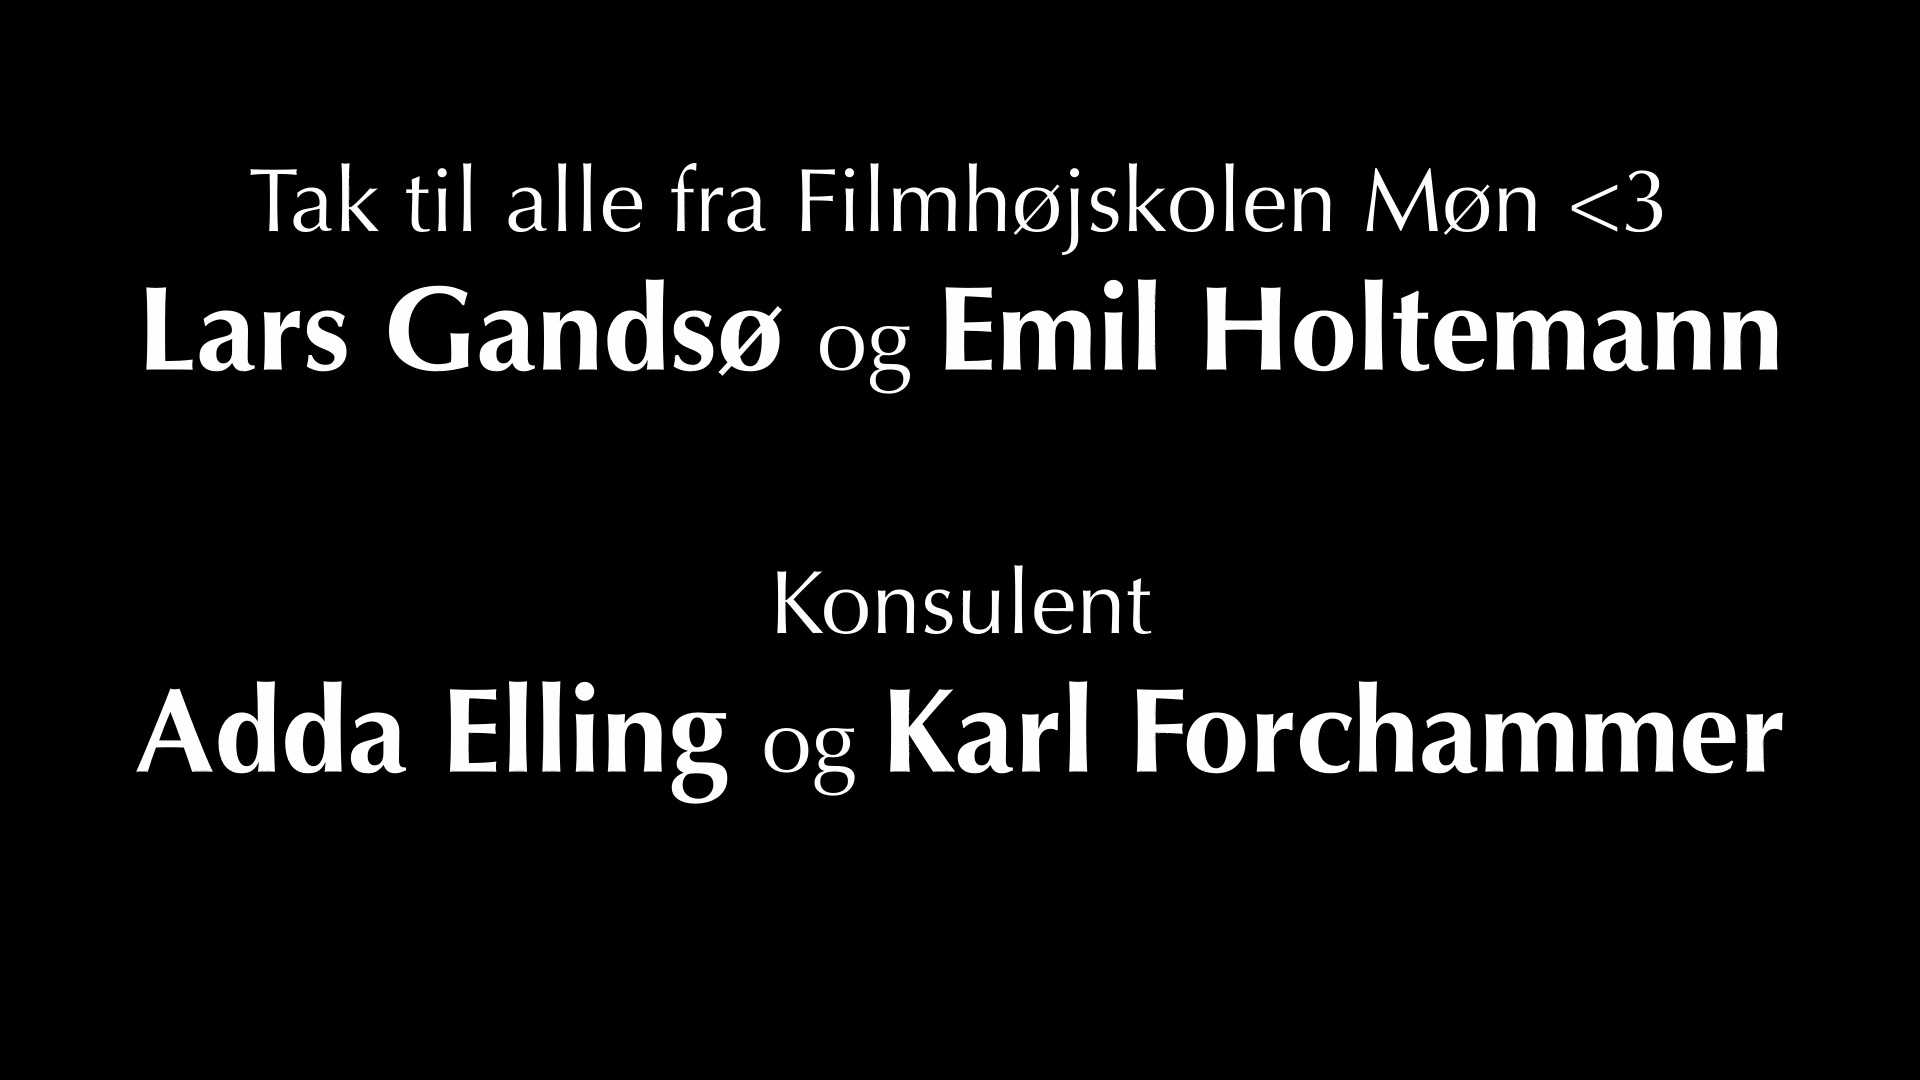 Tak til alle fra Filmhøjskolen Møn <3
Lars Gandsø og Emil Holtemann
Konsulent
Adda Elling og Karl Forchammer